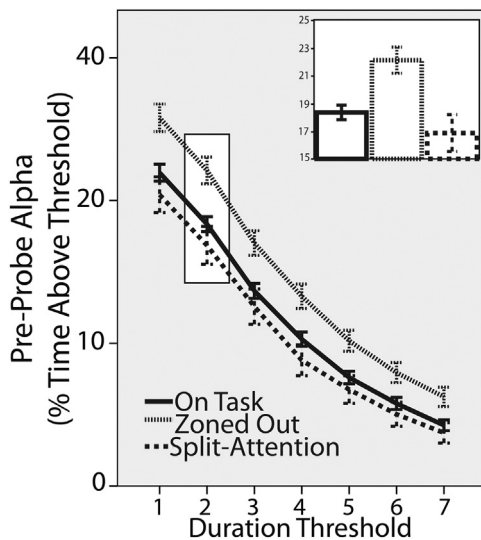 Pre-Probe Alpha
(% Time Above Threshold)
40
20
10
0
25
23
21
19
17
15
On Task
Zoned Out
Split-Attention
1 2 3 4 5 6 7
Duration Threshold